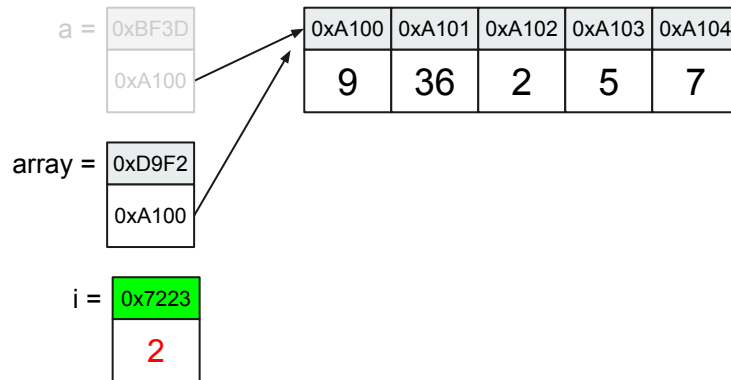 a = 0xBF3D 0xA100 0xA101 0xA102 0xA103 0xA104
0xA100 9 36 2 5 7
array = 0xD9F2
0xA100
i = 0x7223
2